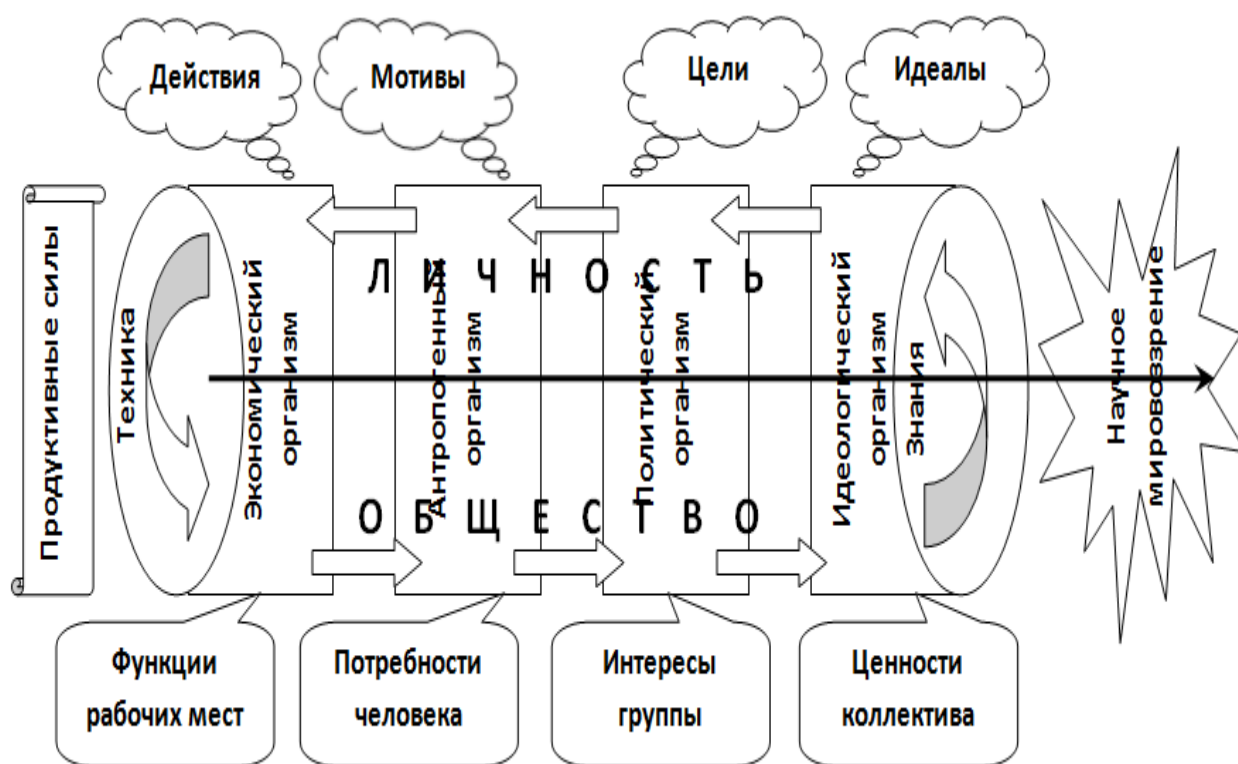 Действия
Мотивы
Цели
Идеалы
Продуктивные силы
Техника
Экономический
организм
Антропогенный
организм
Политический
организм
Идеологический
организм
Знания
Научное
мировоззрение
Л И Ч Н О С Т Ь
О Б Щ Е С Т В О
Функции
рабочих мест
Потребности
человека
Интересы
группы
Ценности
коллектива